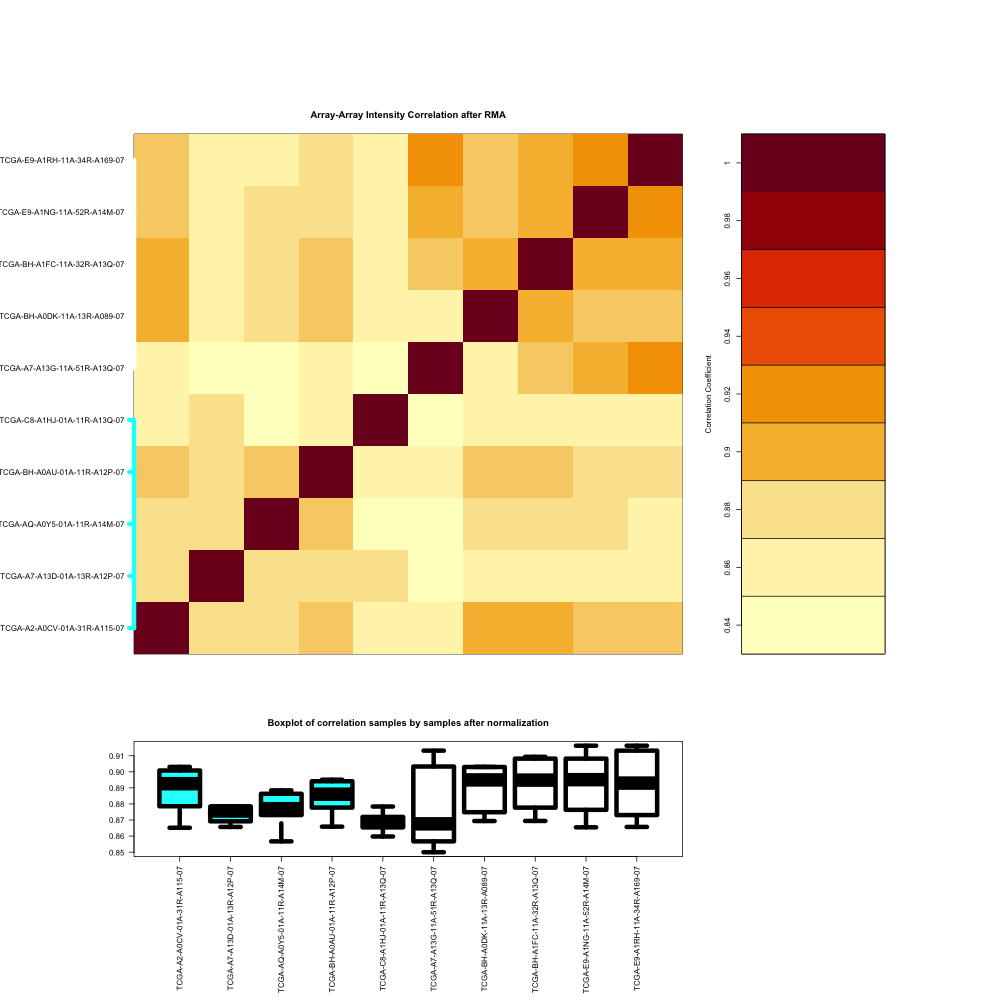 Array-Array Intensity Correlation after RMA
TCGA-E9-A1RH-11A-34R-A169-07
TCGA-E9-A1NG-11A-52R-A14M-07
TCGA-BH-A1FC-11A-32R-A13Q-07
TCGA-BH-A0DK-11A-13R-A089-07
TCGA-A7-A13G-11A-51R-A13Q-07
TCGA-C8-A1HJ-01A-11R-A13Q-07
TCGA-BH-A0AU-01A-11R-A12P-07
TCGA-AQ-A0Y5-01A-11R-A14M-07
TCGA-A7-A13D-01A-13R-A12P-07
TCGA-A2-A0CV-01A-31R-A115-07
Correlation Coefficient
1
0.98
0.96
0.94
0.92
0.9
0.88
0.86
0.84
Boxplot of correlation samples by samples after normalization
0.91
0.90
0.89
0.88
0.87
0.86
0.85
TCGA-A2-A0CV-01A-31R-A115-07
TCGA-A7-A13D-01A-13R-A12P-07
TCGA-AQ-A0Y5-01A-11R-A14M-07
TCGA-BH-A0AU-01A-11R-A12P-07
TCGA-C8-A1HJ-01A-11R-A13Q-07
TCGA-A7-A13G-11A-51R-A13Q-07
TCGA-BH-A0DK-11A-13R-A089-07
TCGA-BH-A1FC-11A-32R-A13Q-07
TCGA-E9-A1NG-11A-52R-A14M-07
TCGA-E9-A1RH-11A-34R-A169-07